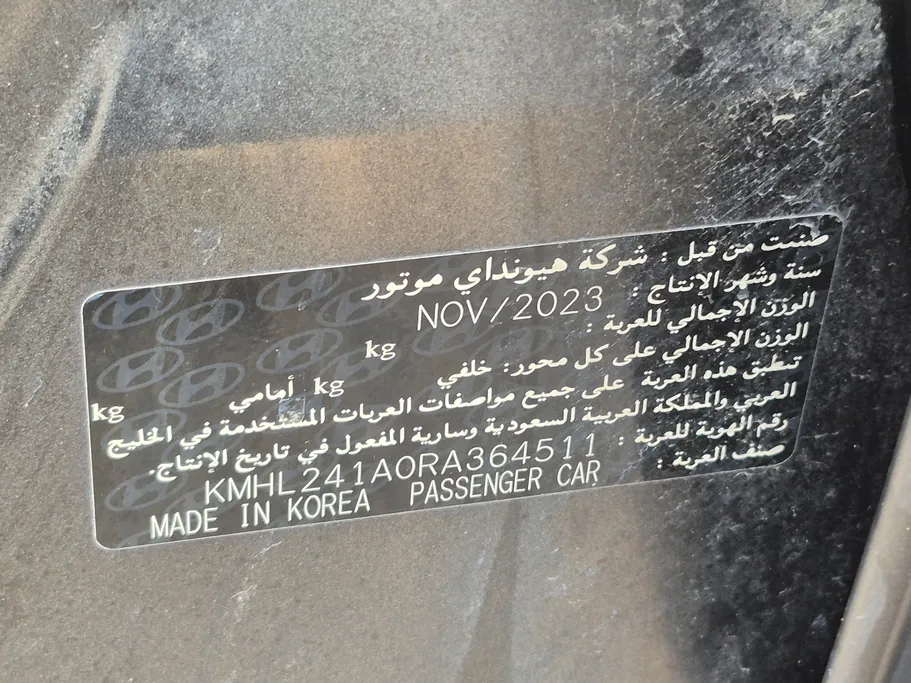 صنعت من قبل : شركة هيونداي موتور
سنة وشهر الإنتاج : NOV/2023
الوزن الإجمالي للعربة : kg
الوزن الإجمالي على كل محور: خلفي kg أمامي kg
تنطبق هذه العربة على جميع مواصفات العربات المستخدمة في الخليج
العربي والمملكة العربية السعودية وسارية المفعول في تاريخ الإنتاج.
رقم الهوية للعربة : KMHL241A0RA364511
صنف العربة : PASSENGER CAR MADE IN KOREA